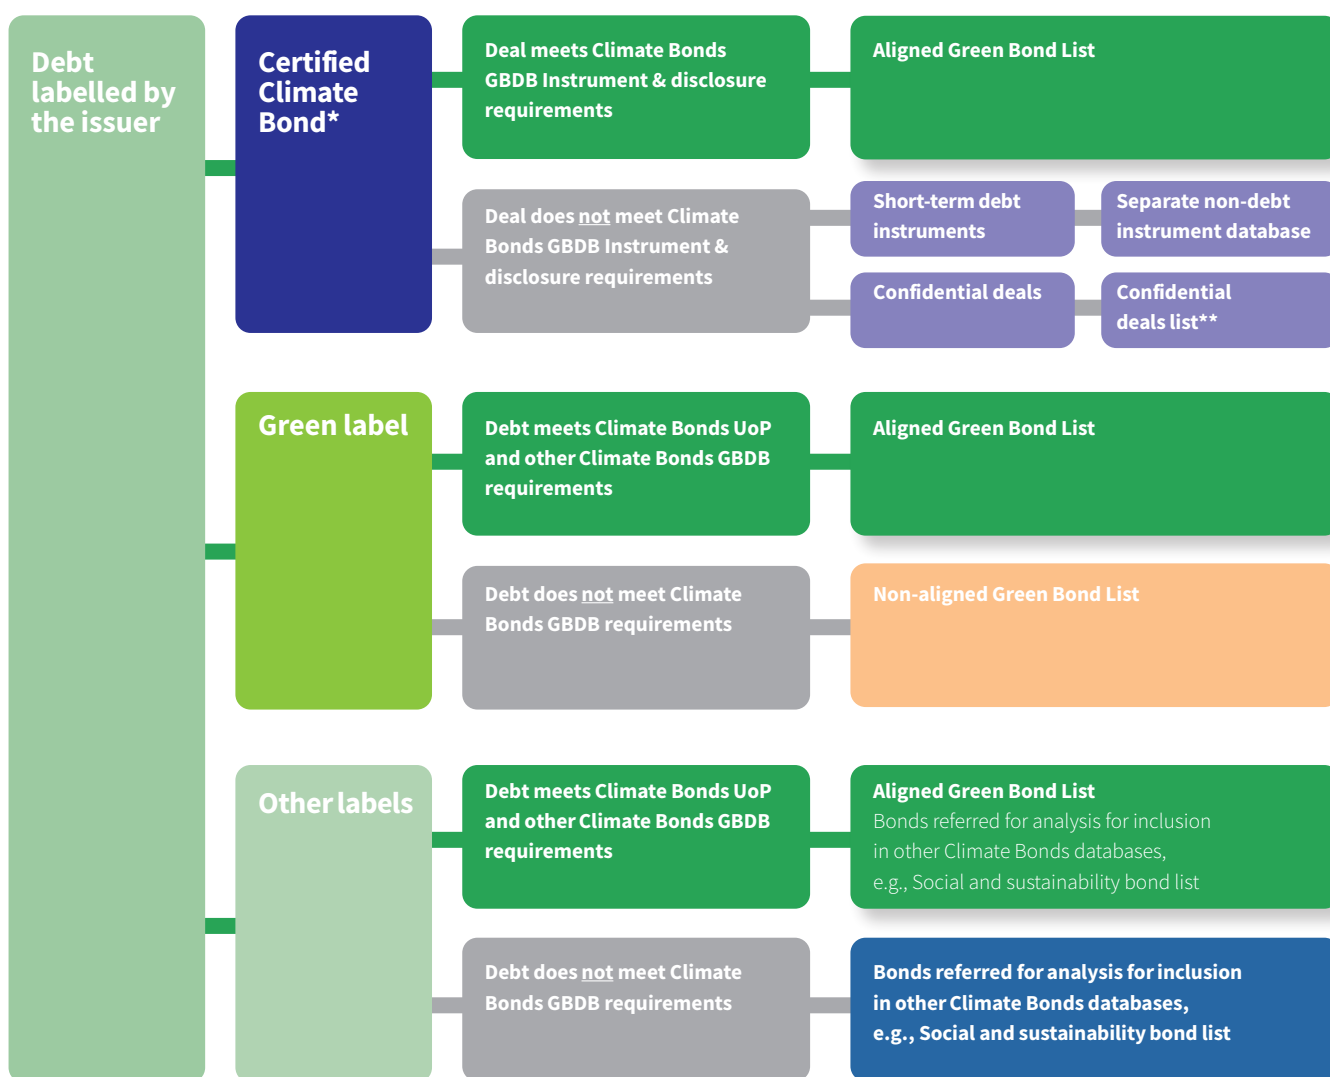 Debt
labelled by
the issuer
Certified
Climate
Bond*
Deal meets Climate Bonds
GBDB Instrument & disclosure
requirements
Aligned Green Bond List
Deal does not meet Climate
Bonds GBDB Instrument &
disclosure requirements
Short-term debt
instruments
Separate non-debt
instrument database
Confidential deals
Confidential
deals list**
Green label
Debt meets Climate Bonds UoP
and other Climate Bonds GBDB
requirements
Aligned Green Bond List
Debt does not meet Climate
Bonds GBDB requirements
Non-aligned Green Bond List
Other labels
Debt meets Climate Bonds UoP
and other Climate Bonds GBDB
requirements
Aligned Green Bond List
Bonds referred for analysis for inclusion
in other Climate Bonds databases,
e.g., Social and sustainability bond list
Debt does not meet Climate
Bonds GBDB requirements
Bonds referred for analysis for inclusion
in other Climate Bonds databases,
e.g., Social and sustainability bond list